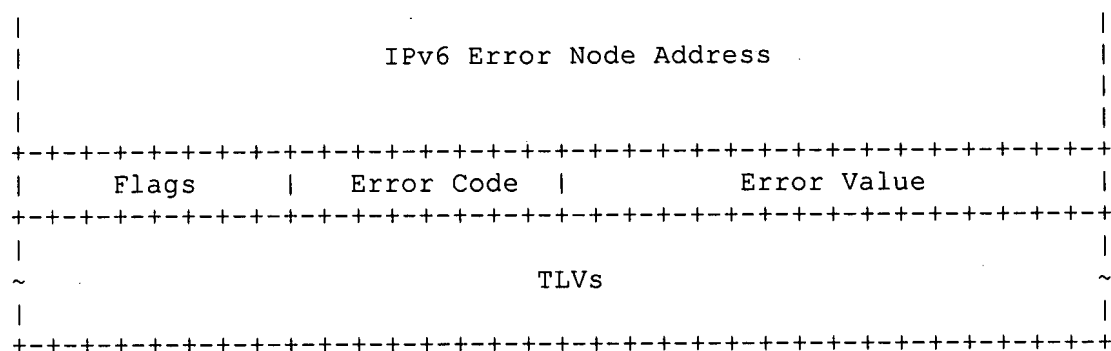 |                                                               |
|                    IPv6 Error Node Address                    |
|                                                               |
|                                                               |
+-+-+-+-+-+-+-+-+-+-+-+-+-+-+-+-+-+-+-+-+-+-+-+-+-+-+-+-+-+-+-+-+
|     Flags     |  Error Code   |          Error Value          |
+-+-+-+-+-+-+-+-+-+-+-+-+-+-+-+-+-+-+-+-+-+-+-+-+-+-+-+-+-+-+-+-+
|                                                               |
~                             TLVs                              ~
|                                                               |
+-+-+-+-+-+-+-+-+-+-+-+-+-+-+-+-+-+-+-+-+-+-+-+-+-+-+-+-+-+-+-+-+